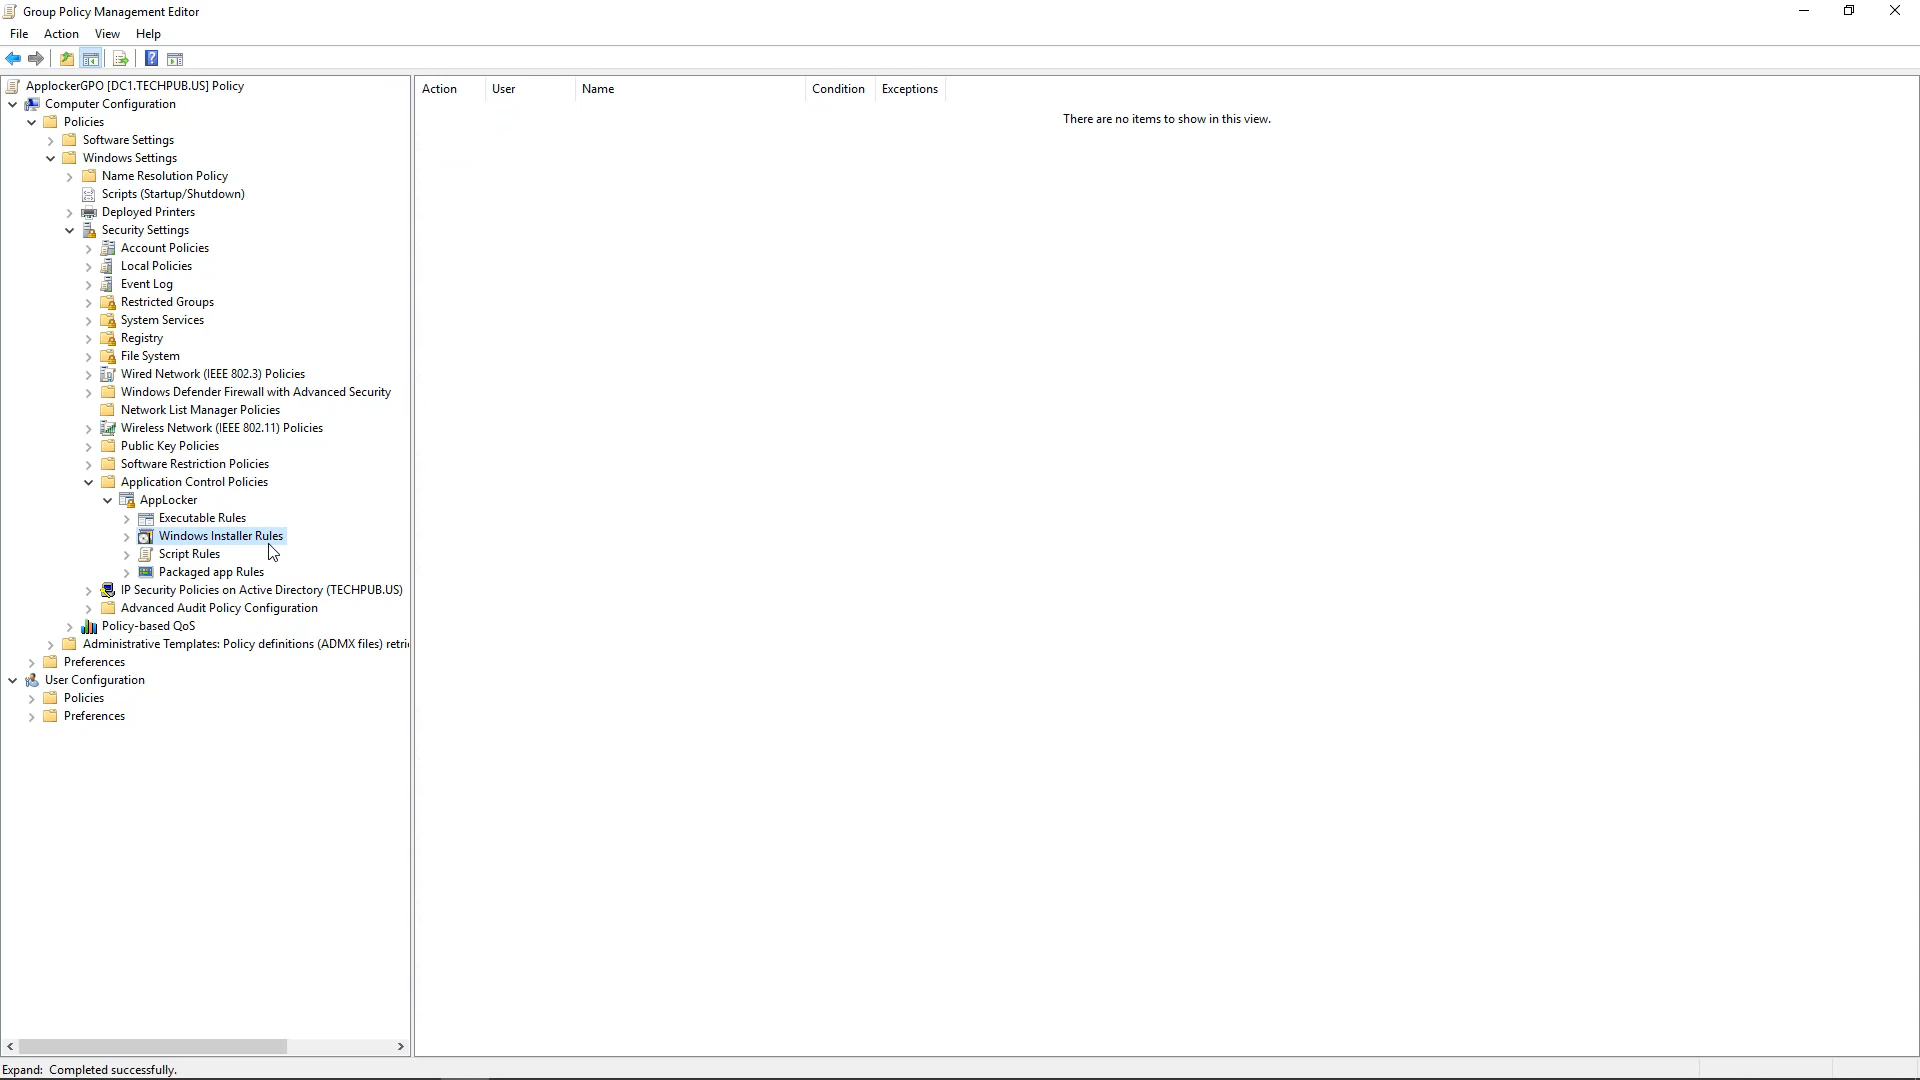 Group Policy Management Editor
File Action View Help
ApplockerGPO [DC1.TECHPUB.US] Policy
Computer Configuration
Policies
Software Settings
Windows Settings
Name Resolution Policy
Scripts (Startup/Shutdown)
Deployed Printers
Security Settings
Account Policies
Local Policies
Event Log
Restricted Groups
System Services
Registry
File System
Wired Network (IEEE 802.3) Policies
Windows Defender Firewall with Advanced Security
Network List Manager Policies
Wireless Network (IEEE 802.11) Policies
Public Key Policies
Software Restriction Policies
Application Control Policies
AppLocker
Executable Rules
Windows Installer Rules
Script Rules
Packaged app Rules
IP Security Policies on Active Directory (TECHPUB.US)
Advanced Audit Policy Configuration
Policy-based QoS
Administrative Templates: Policy definitions (ADMX files) retri
Preferences
User Configuration
Policies
Preferences
Action User Name Condition Exceptions
There are no items to show in this view.
Expand: Completed successfully.